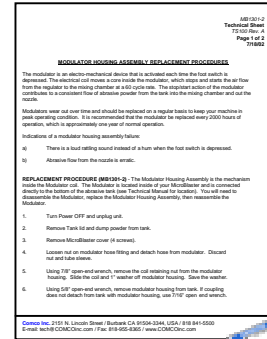 MB1301-2
Technical Sheet
TS100 Rev. A
Page 1 of 2
7/18/02
MODULATOR HOUSING ASSEMBLY REPLACEMENT PROCEDURES
The modulator is an electro-mechanical device that is activated each time the foot switch is
depressed. The electrical coil moves a core inside the modulator, which stops and starts the air flow
from the regulator to the mixing chamber at a 60 cycle rate. The stop/start action of the modulator
contributes to a consistent flow of abrasive powder from the tank into the mixing chamber and out the
nozzle.
Modulators wear out over time and should be replaced on a regular basis to keep your machine in
peak operating condition. It is recommended that the modulator be replaced every 2000 hours of
operation, which is approximately one year of normal operation.
Indications of a modulator housing assembly failure:
a) There is a loud rattling sound instead of a hum when the foot switch is depressed.
b) Abrasive flow from the nozzle is erratic.
REPLACEMENT PROCEDURE (MB1301-2) - The Modulator Housing Assembly is the mechanism
inside the Modulator coil. The Modulator is located inside of your MicroBlaster and is connected
directly to the bottom of the abrasive tank (see Technical Manual for location). You will need to
disassemble the Modulator, replace the Modulator Housing Assembly, then reassemble the
Modulator.
1. Turn Power OFF and unplug unit.
2. Remove Tank lid and dump powder from tank.
3. Remove MicroBlaster cover (4 screws).
4. Loosen nut on modulator hose fitting and detach hose from modulator. Discard
nut and tubing sleeve.
5. Using 7/8" open-end wrench, remove the coil retaining nut from the modulator
housing. Slide the coil and 1" washer off modulator housing. Save the washer.
6. Using 5/8" open-end wrench, remove modulator housing from tank. If coupling
does not detach from tank with modulator housing, use 7/16" open end wrench.
Comco Inc. 2151 N. Lincoln Street / Burbank CA 91504-3344, USA / 818 841-5500
E-mail: tech@COMCOinc.com / Fax: 818-955-8365 / www.COMCOinc.com